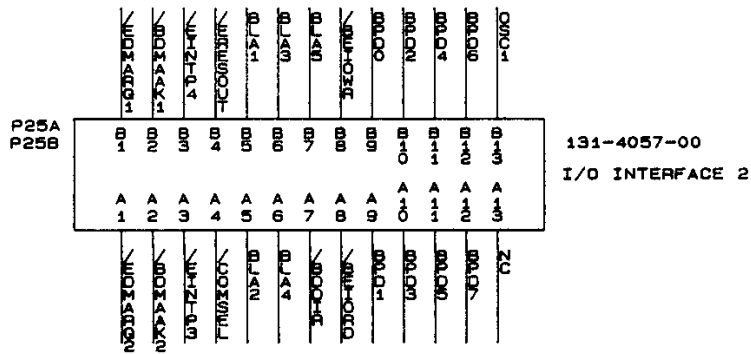 /EDMARQ1
/BDMAAK1
/EINTP4
/ERESOUT
BLA1
BLA3
BLA5
/BETOWR
BPD0
BPD2
BPD4
BPD6
OSC1
P25A
P25B
B1 B2 B3 B4 B5 B6 B7 B8 B9 B10 B11 B12 B13
A1 A2 A3 A4 A5 A6 A7 A8 A9 A10 A11 A12 A13
131-4057-00
I/O INTERFACE 2
/EDMARQ2
/BDMAAK2
/EINTP3
/COMSEL
BLA2
BLA4
/BETORD
BPD1
BPD3
BPD5
BPD7
NC